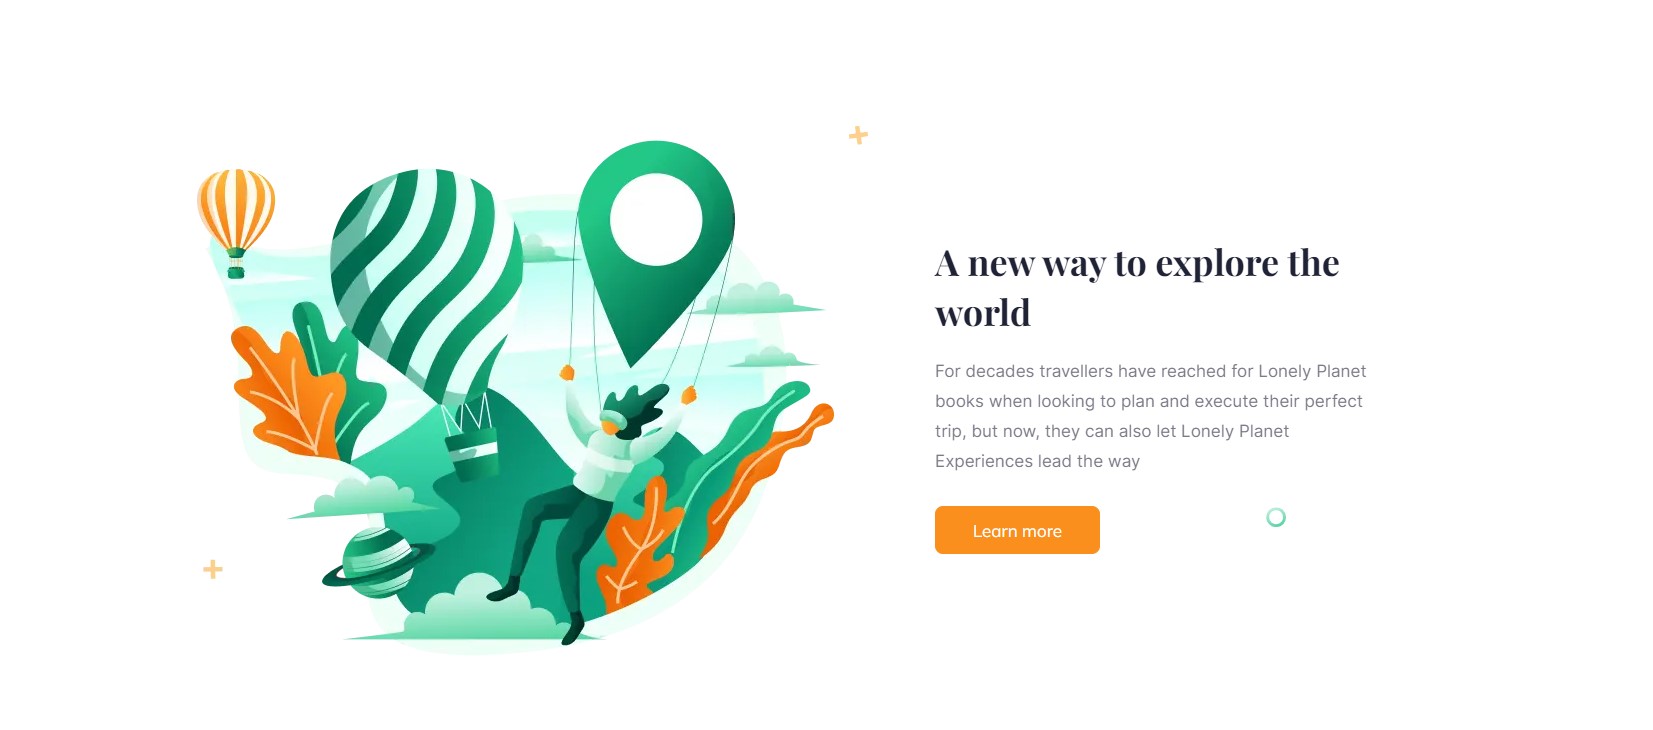 A new way to explore the
world
For decades travellers have reached for Lonely Planet
books when looking to plan and execute their perfect
trip, but now, they can also let Lonely Planet
Experiences lead the way
Learn more